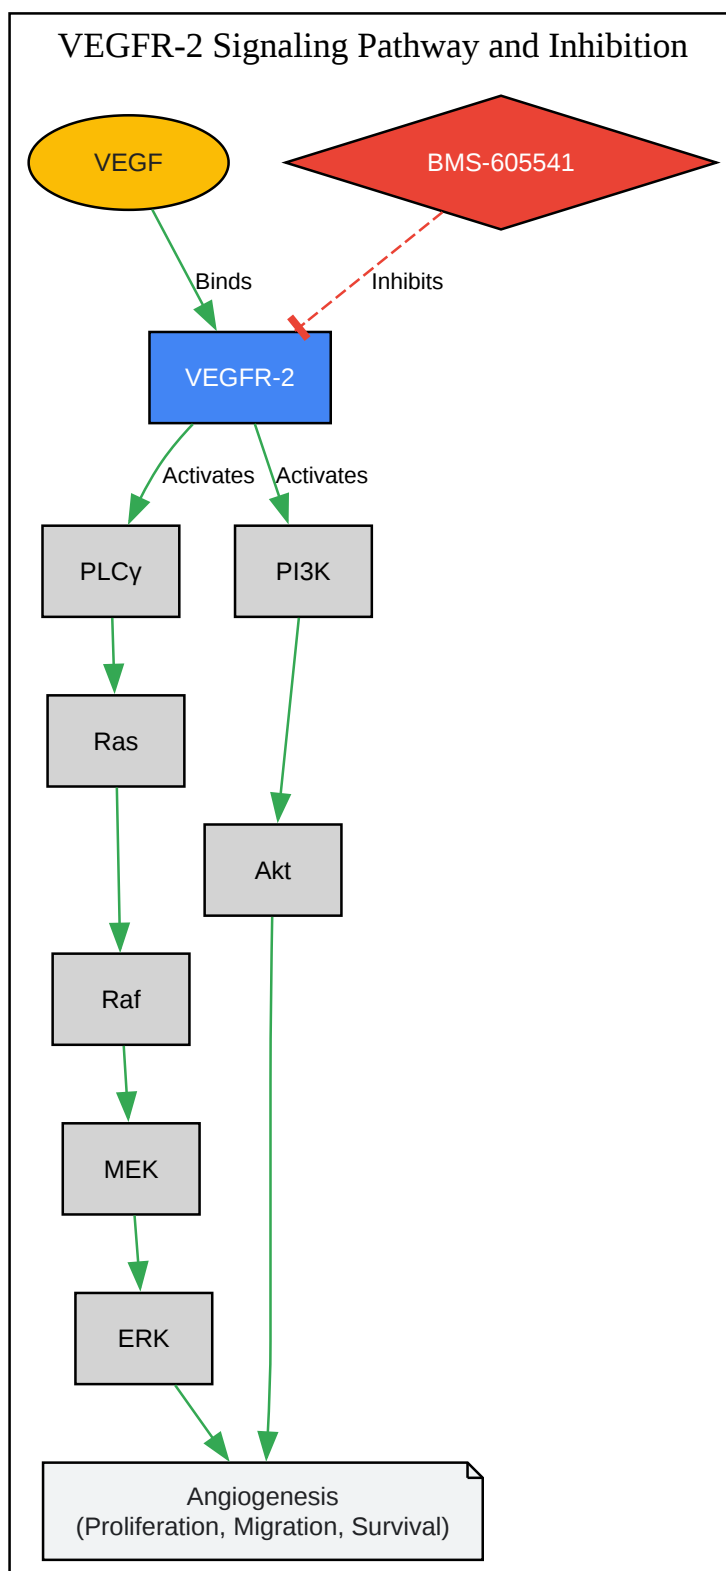 VEGFR-2 Signaling Pathway and Inhibition
VEGF
BMS-605541
Binds
Inhibits
VEGFR-2
Activates
Activates
PLCγ
PI3K
Ras
Akt
Raf
MEK
ERK
Angiogenesis
(Proliferation, Migration, Survival)